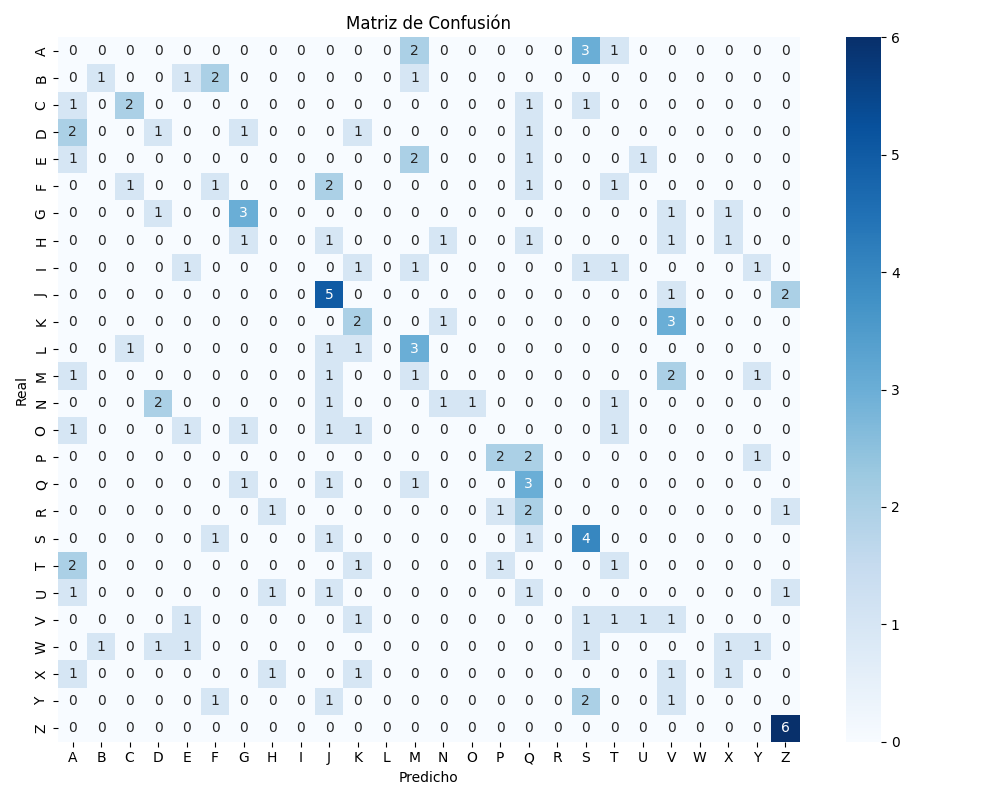 Matriz de Confusión
A 0 0 0 0 0 0 0 0 0 0 0 0 2 0 0 0 0 0 3 1 0 0 0 0 0 0
B 0 1 0 0 1 2 0 0 0 0 0 0 1 0 0 0 0 0 0 0 0 0 0 0 0 0
C 1 0 2 0 0 0 0 0 0 0 0 0 0 0 0 0 1 0 1 0 0 0 0 0 0 0
D 2 0 0 1 0 0 1 0 0 0 1 0 0 0 0 0 1 0 0 0 0 0 0 0 0 0
E 1 0 0 0 0 0 0 0 0 0 0 0 2 0 0 0 1 0 0 0 1 0 0 0 0 0
F 0 0 1 0 0 1 0 0 0 2 0 0 0 0 0 0 1 0 0 1 0 0 0 0 0 0
G 0 0 0 1 0 0 3 0 0 0 0 0 0 0 0 0 0 0 0 0 0 1 0 1 0 0
H 0 0 0 0 0 0 1 0 0 1 0 0 0 1 0 0 1 0 0 0 0 1 0 1 0 0
I 0 0 0 0 1 0 0 0 0 0 1 0 1 0 0 0 0 0 1 1 0 0 0 0 1 0
J 0 0 0 0 0 0 0 0 0 5 0 0 0 0 0 0 0 0 0 0 0 1 0 0 0 2
K 0 0 0 0 0 0 0 0 0 0 2 0 0 1 0 0 0 0 0 0 0 3 0 0 0 0
L 0 0 1 0 0 0 0 0 0 1 1 0 3 0 0 0 0 0 0 0 0 0 0 0 0 0
M 1 0 0 0 0 0 0 0 0 1 0 0 1 0 0 0 0 0 0 0 0 2 0 0 1 0
N 0 0 0 2 0 0 0 0 0 1 0 0 0 1 1 0 0 0 0 1 0 0 0 0 0 0
O 1 0 0 0 1 0 1 0 0 1 1 0 0 0 0 0 0 0 0 1 0 0 0 0 0 0
P 0 0 0 0 0 0 0 0 0 0 0 0 0 0 0 2 2 0 0 0 0 0 0 0 1 0
Q 0 0 0 0 0 0 1 0 0 1 0 0 1 0 0 0 3 0 0 0 0 0 0 0 0 0
R 0 0 0 0 0 0 0 1 0 0 0 0 0 0 0 1 2 0 0 0 0 0 0 0 0 1
S 0 0 0 0 0 1 0 0 0 1 0 0 0 0 0 0 1 0 4 0 0 0 0 0 0 0
T 2 0 0 0 0 0 0 0 0 0 1 0 0 0 0 1 0 0 0 1 0 0 0 0 0 0
U 1 0 0 0 0 0 0 1 0 1 0 0 0 0 0 0 1 0 0 0 0 0 0 0 0 1
V 0 0 0 0 1 0 0 0 0 0 1 0 0 0 0 0 0 0 1 1 1 1 0 0 0 0
W 0 1 0 1 1 0 0 0 0 0 0 0 0 0 0 0 0 0 1 0 0 0 0 1 1 0
X 1 0 0 0 0 0 0 1 0 0 1 0 0 0 0 0 0 0 0 0 0 1 0 1 0 0
Y 0 0 0 0 0 1 0 0 0 1 0 0 0 0 0 0 0 0 2 0 0 1 0 0 0 0
Z 0 0 0 0 0 0 0 0 0 0 0 0 0 0 0 0 0 0 0 0 0 0 0 0 0 6
A B C D E F G H I J K L M N O P Q R S T U V W X Y Z
Predicho
Real
6
5
4
3
2
1
0